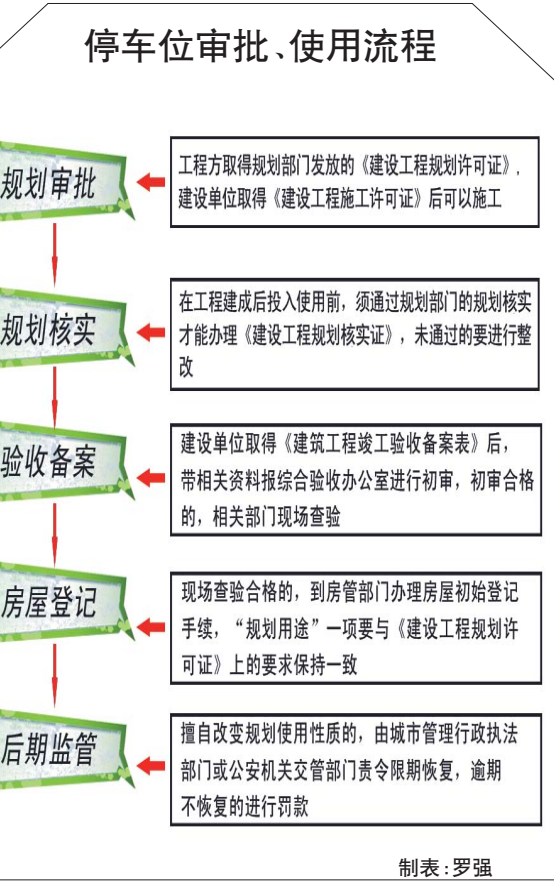 停车位审批、使用流程
规划审批
工程方取得规划部门发放的《建设工程规划许可证》.
建设单位取得《建设工程施工许可证》后可以施工
规划核实
在工程建成后投入使用前，须通过规划部门的规划核实
才能办理《建设工程规划核实证》，未通过的要进行整
改
验收备案
建设单位取得《建筑工程竣工验收备案表》后，
带相关资料报综合验收办公室进行初审，初审合格
的，相关部门现场查验
房屋登记
现场查验合格的，到房管部门办理房屋初始登记
手续，“规划用途”一项要与《建设工程规划许
可证》上的要求保持一致
后期监管
擅自改变规划使用性质的，由城市管理行政执法
部门或公安机关交管部门责令限期恢复，逾期
不恢复的进行罚款
制表:罗强